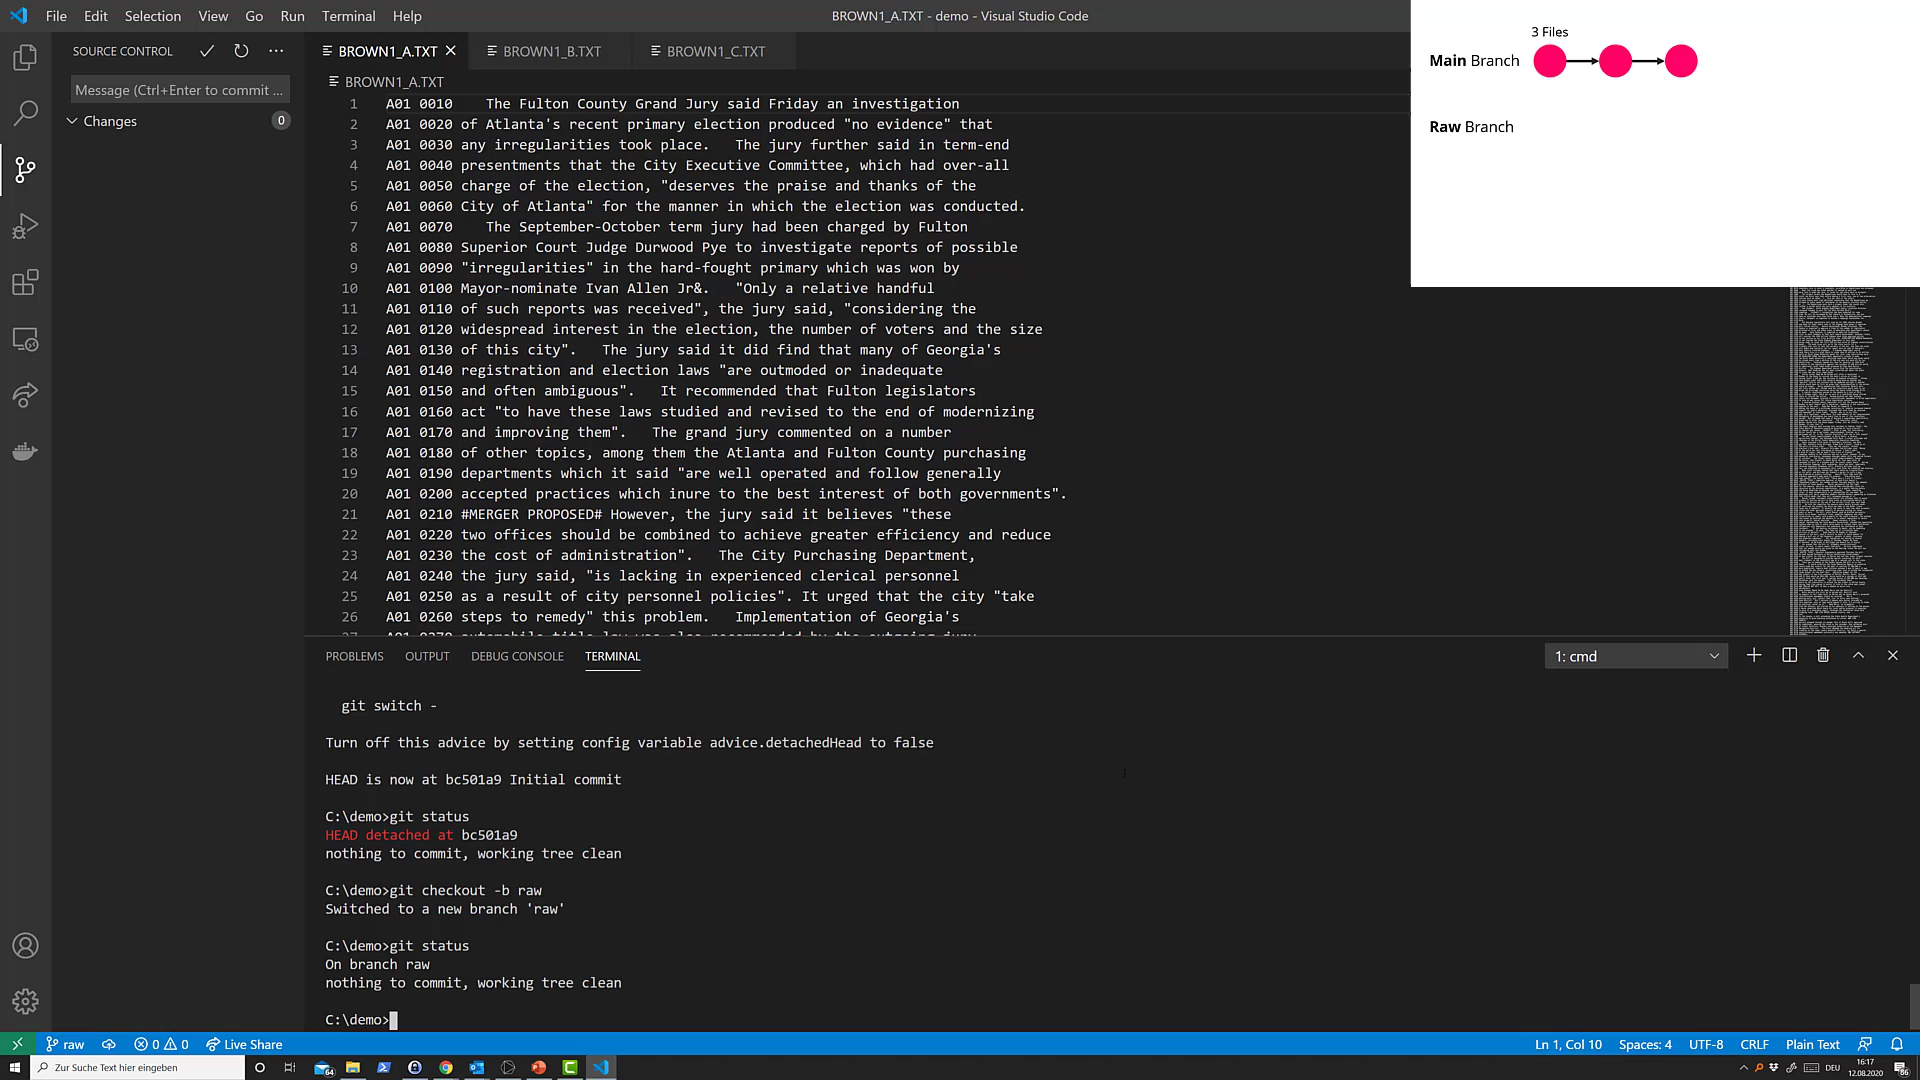 File Edit Selection View Go Run Terminal Help
BROWN1_A.TXT - demo - Visual Studio Code
3 Files
Main Branch
Raw Branch
SOURCE CONTROL
Message (Ctrl+Enter to commit ...
Changes
0
BROWN1_A.TXT BROWN1_B.TXT BROWN1_C.TXT
BROWN1_A.TXT
1 A01 0010 The Fulton County Grand Jury said Friday an investigation
2 A01 0020 of Atlanta's recent primary election produced "no evidence" that
3 A01 0030 any irregularities took place. The jury further said in term-end
4 A01 0040 presentments that the City Executive Committee, which had over-all
5 A01 0050 charge of the election, "deserves the praise and thanks of the
6 A01 0060 City of Atlanta" for the manner in which the election was conducted.
7 A01 0070 The September-October term jury had been charged by Fulton
8 A01 0080 Superior Court Judge Durwood Pye to investigate reports of possible
9 A01 0090 "irregularities" in the hard-fought primary which was won by
10 A01 0100 Mayor-nominate Ivan Allen Jr&. "Only a relative handful
11 A01 0110 of such reports was received", the jury said, "considering the
12 A01 0120 widespread interest in the election, the number of voters and the size
13 A01 0130 of this city". The jury said it did find that many of Georgia's
14 A01 0140 registration and election laws "are outmoded or inadequate
15 A01 0150 and often ambiguous". It recommended that Fulton legislators
16 A01 0160 act "to have these laws studied and revised to the end of modernizing
17 A01 0170 and improving them". The grand jury commented on a number
18 A01 0180 of other topics, among them the Atlanta and Fulton County purchasing
19 A01 0190 departments which it said "are well operated and follow generally
20 A01 0200 accepted practices which inure to the best interest of both governments".
21 A01 0210 #MERGER PROPOSED# However, the jury said it believes "these
22 A01 0220 two offices should be combined to achieve greater efficiency and reduce
23 A01 0230 the cost of administration". The City Purchasing Department,
24 A01 0240 the jury said, "is lacking in experienced clerical personnel
25 A01 0250 as a result of city personnel policies". It urged that the city "take
26 A01 0260 steps to remedy" this problem. Implementation of Georgia's
27 A01 0270 automobile title law was also recommended by the outgoing jury.
PROBLEMS OUTPUT DEBUG CONSOLE TERMINAL
1: cmd
git switch -
Turn off this advice by setting config variable advice.detachedHead to false
HEAD is now at bc501a9 Initial commit
C:\demo>git status
HEAD detached at bc501a9
nothing to commit, working tree clean
C:\demo>git checkout -b raw
Switched to a new branch 'raw'
C:\demo>git status
On branch raw
nothing to commit, working tree clean
C:\demo>
raw 0 0 Live Share
Ln 1, Col 10 Spaces: 4 UTF-8 CRLF Plain Text
Zur Suche Text hier eingeben
64
DEU
16:17
12.08.2020